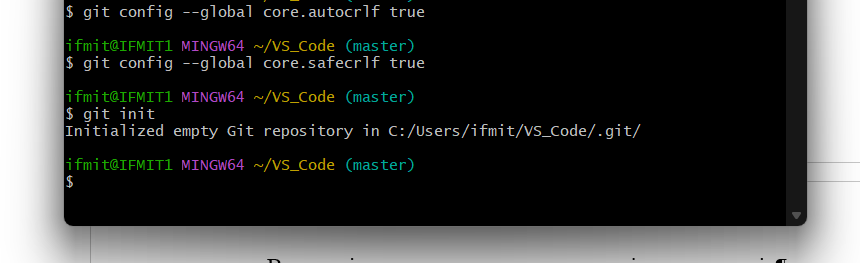 $ git config --global core.autocrlf true
ifmit@IFMIT1 MINGW64 ~/VS_Code (master)
$ git config --global core.safecrlf true
ifmit@IFMIT1 MINGW64 ~/VS_Code (master)
$ git init
Initialized empty Git repository in C:/Users/ifmit/VS_Code/.git/
ifmit@IFMIT1 MINGW64 ~/VS_Code (master)
$